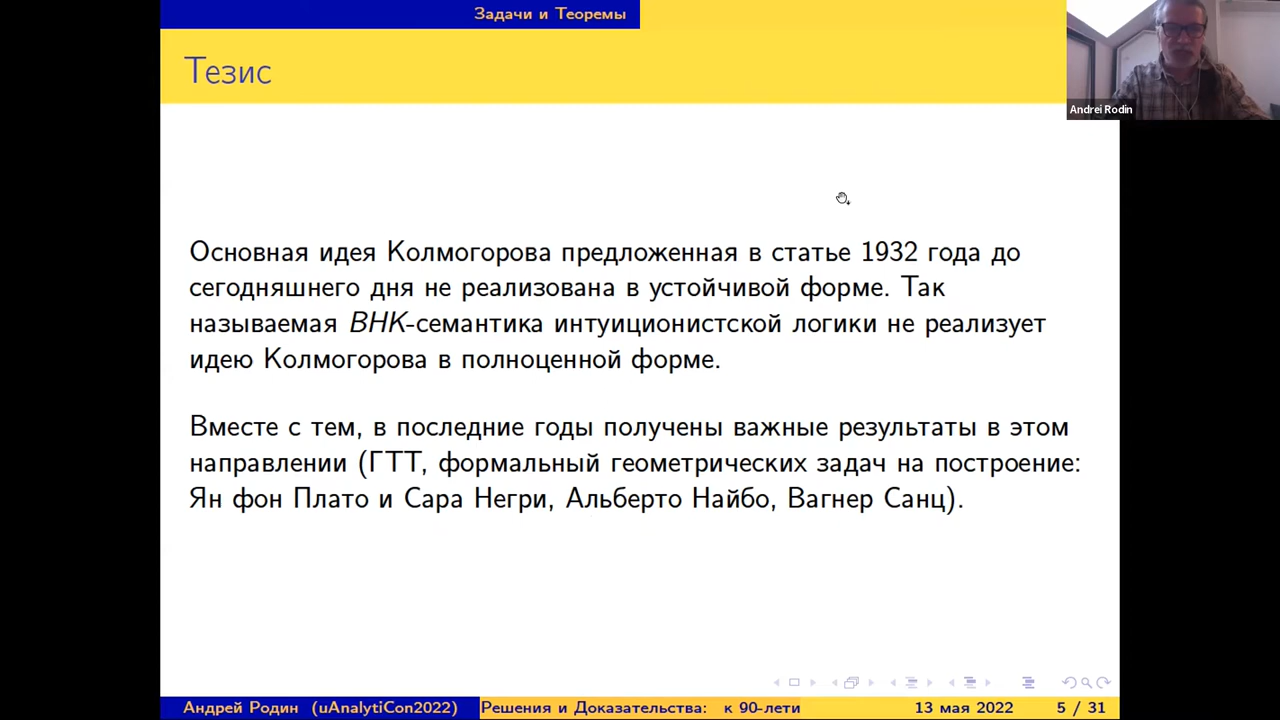 Задачи и Теоремы
Тезис
Andrei Rodin
Основная идея Колмогорова предложенная в статье 1932 года до
сегодняшнего дня не реализована в устойчивой форме. Так
называемая BHK-семантика интуиционистской логики не реализует
идею Колмогорова в полноценной форме.
Вместе с тем, в последние годы получены важные результаты в этом
направлении (ГТТ, формальный геометрических задач на построение:
Ян фон Плато и Сара Негри, Альберто Найбо, Вагнер Санц).
Андрей Родин (uAnalytiCon2022) Решения и Доказательства: к 90-лети 13 мая 2022 5 / 31